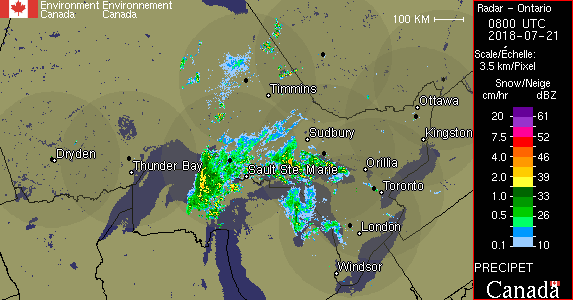 Environment Environnement
Canada Canada
100 KM
Timmins
Ottawa
Sudbury
Kingston
Dryden
Thunder Bay
Sault Ste. Marie
Orillia
Toronto
London
Windsor
Radar - Ontario
0800 UTC
2018-07-21
Scale/Échelle:
3.5 km/Pixel
Snow/Neige
cm/hr dBZ
20 61
7.5 57
5.0 52
4.0 46
2.0 39
1.0 33
0.5 26
0.1 10
PRECIPET
Canada